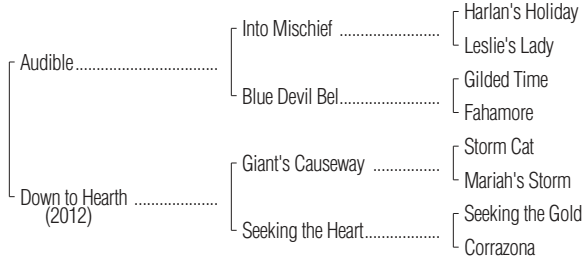 Harlan's Holiday
Into Mischief ....................
Leslie's Lady
Audible................................
Gilded Time
Blue Devil Bel.......................
Fahamore
Storm Cat
Giant's Causeway ...............
Mariah's Storm
Down to Hearth ...................
(2012)
Seeking the Gold
Seeking the Heart.................
Corrazona